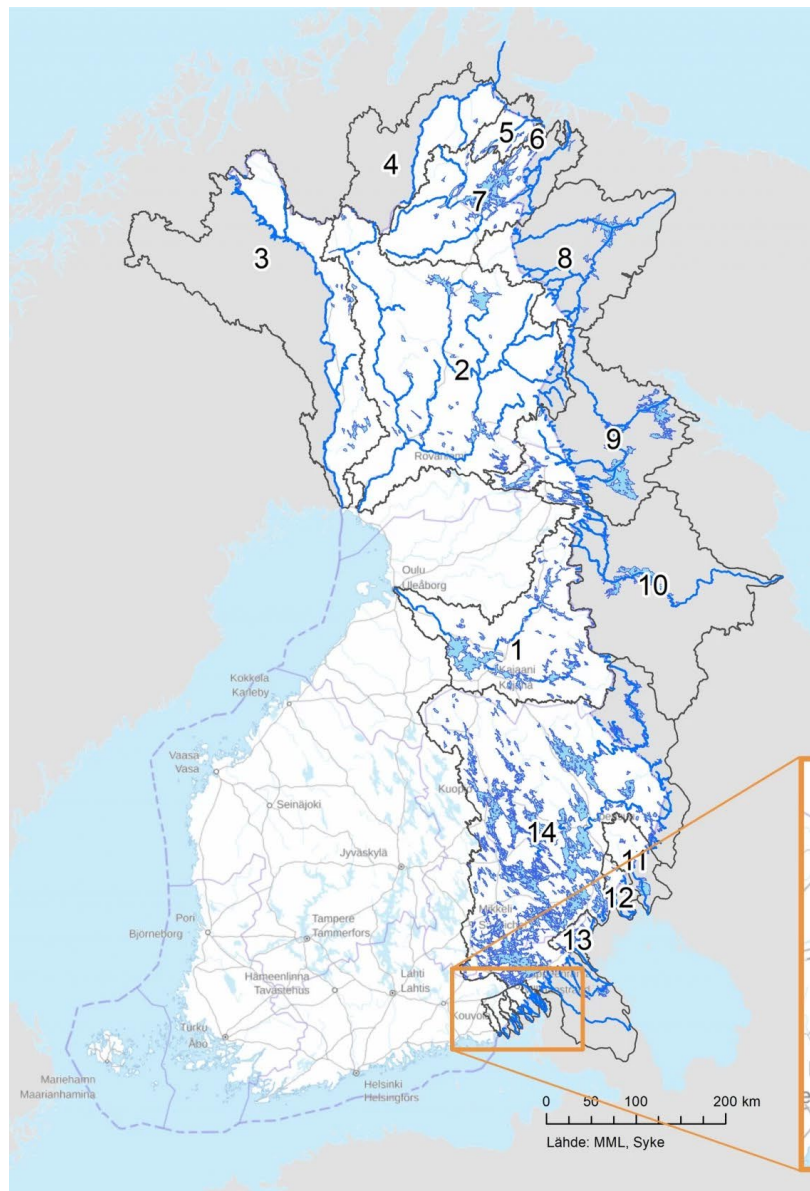 5
6
4
7
3
8
2
9
Rovaniemi
Oulu
Uleåborg
10
1
Kajaani
Kajana
Kokkola
Karleby
Vaasa
Vasa
Kuopio
Seinäjoki
14
Jyväskylä
11
12
Mikkeli
13
Pori
Björneborg
Tampere
Tammerfors
Hämeenlinna
Tavastehus
Lahti
Lahtis
Kouvola
Turku
Åbo
Mariehamn
Maarianhamina
Helsinki
Helsingfors
0 50 100 200 km
Lähde: MML, Syke